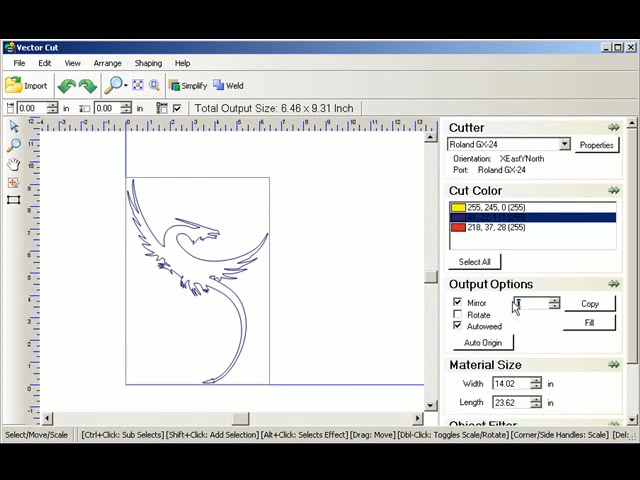 Vector Cut
File Edit View Arrange Shaping Help
Import Simplify Weld
0.00 in 0.00 in Total Output Size: 6.46 x 9.31 Inch
Cutter
Roland GX-24 Properties
Orientation: XEastYNorth
Port: Roland GX-24
Cut Color
255, 245, 0 (255)
218, 37, 28 (255)
Select All
Output Options
Mirror Copy
Rotate
Autoweed Fill
Auto Origin
Material Size
Width 14.02 in
Length 23.62 in
Object Filter
Select/Move/Scale [Ctrl+Click: Sub Selects] [Shift+Click: Add Selection] [Alt+Click: Selects Effect] [Drag: Move] [Dbl-Click: Toggles Scale/Rotate] [Corner/Side Handles: Scale] [Del: